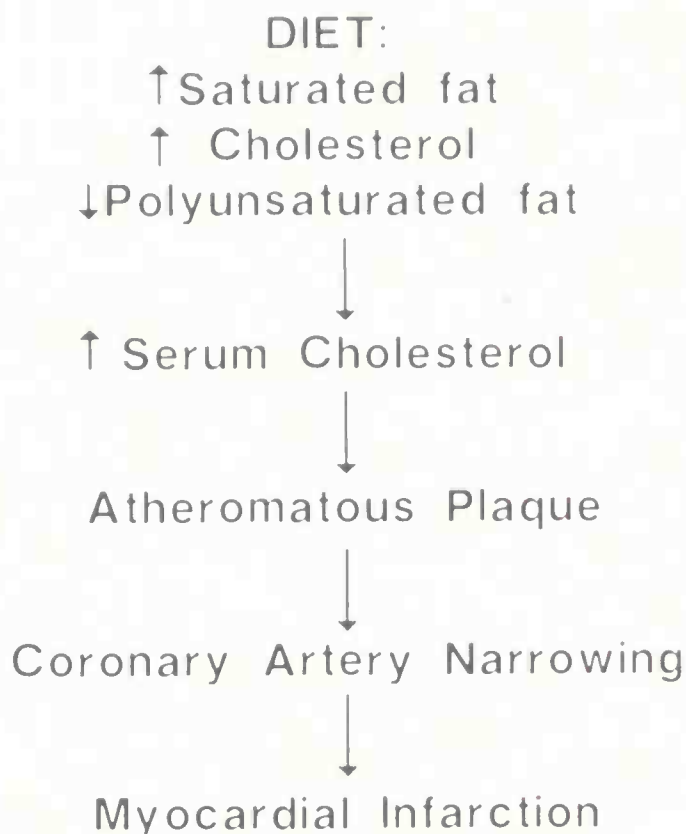 DIET:
↑Saturated fat
↑ Cholesterol
↓Polyunsaturated fat
↑ Serum Cholesterol
Atheromatous Plaque
Coronary Artery Narrowing
Myocardial Infarction